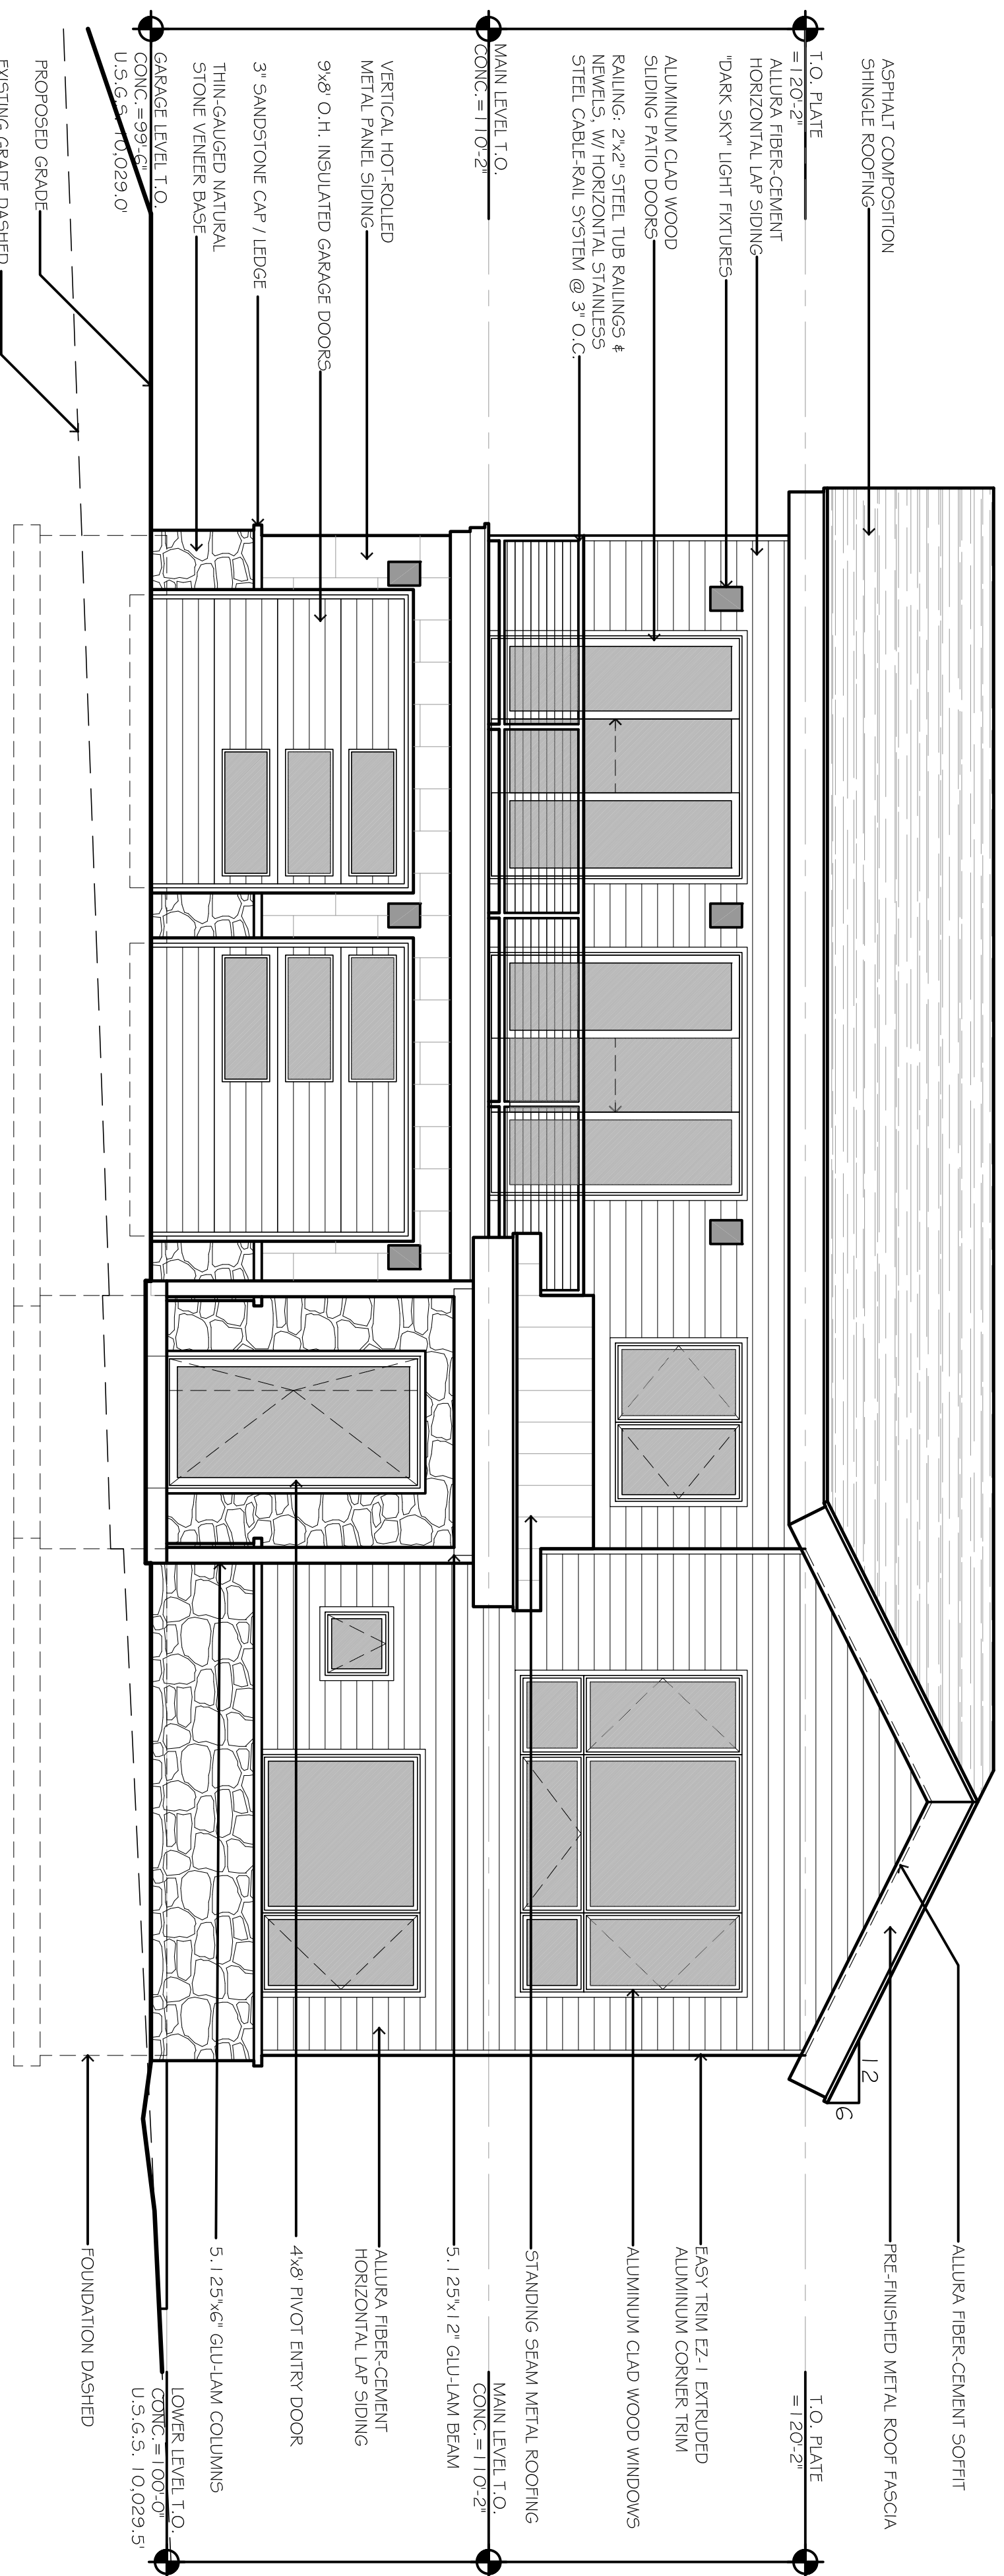 ASPHALT COMPOSITION
SHINGLE ROOFING
T.O. PLATE
=120'-2"
ALLURA FIBER-CEMENT
HORIZONTAL LAP SIDING
"DARK SKY" LIGHT FIXTURES
ALUMINUM CLAD WOOD
SLIDING PATIO DOORS
RAILING: 2"x2" STEEL TUB RAILINGS &
NEWELS, W/ HORIZONTAL STAINLESS
STEEL CABLE-RAIL SYSTEM @ 3" O.C.
MAIN LEVEL T.O.
CONC.=110'-2"
VERTICAL HOT-ROLLED
METAL PANEL SIDING
9'x8' O.H. INSULATED GARAGE DOORS
3" SANDSTONE CAP / LEDGE
THIN-GAUGED NATURAL
STONE VENEER BASE
GARAGE LEVEL T.O.
CONC.=99'-6"
U.S.G.S. 10,029.0'
PROPOSED GRADE
EXISTING GRADE DASHED
12
6
ALLURA FIBER-CEMENT SOFFIT
PRE-FINISHED METAL ROOF FASCIA
T.O. PLATE
=120'-2"
EASY TRIM EZ-1 EXTRUDED
ALUMINUM CORNER TRIM
ALUMINUM CLAD WOOD WINDOWS
STANDING SEAM METAL ROOFING
MAIN LEVEL T.O.
CONC.=110'-2"
5.125"x12" GLU-LAM BEAM
ALLURA FIBER-CEMENT
HORIZONTAL LAP SIDING
4'x8' PIVOT ENTRY DOOR
5.125"x6" GLU-LAM COLUMNS
LOWER LEVEL T.O.
CONC.=100'-0"
U.S.G.S. 10,029.5'
FOUNDATION DASHED